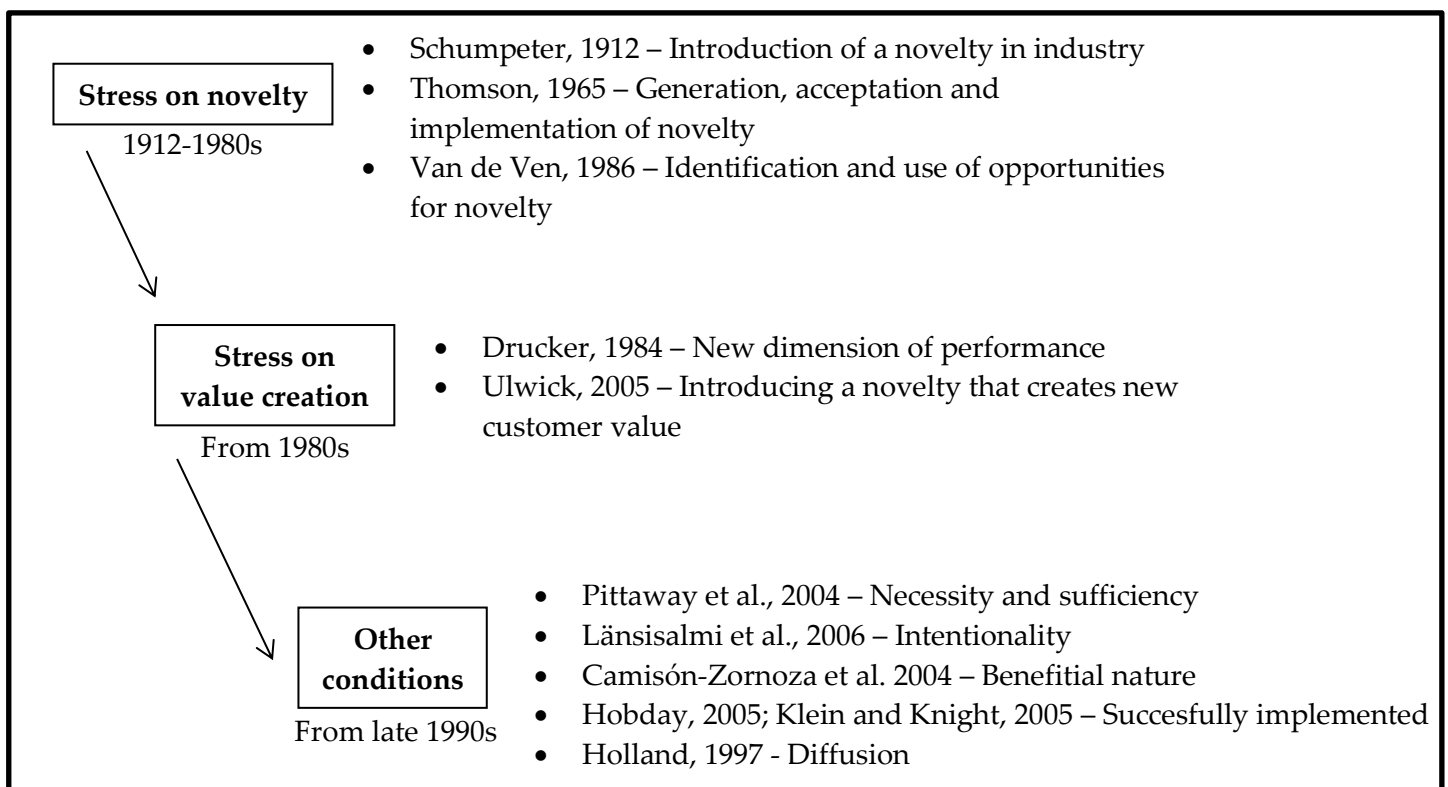 Stress on novelty
1912-1980s
• Schumpeter, 1912 – Introduction of a novelty in industry
• Thomson, 1965 – Generation, acceptation and
implementation of novelty
• Van de Ven, 1986 – Identification and use of opportunities
for novelty
Stress on
value creation
From 1980s
• Drucker, 1984 – New dimension of performance
• Ulwick, 2005 – Introducing a novelty that creates new
customer value
Other
conditions
From late 1990s
• Pittaway et al., 2004 – Necessity and sufficiency
• Länsisalmi et al., 2006 – Intentionality
• Camisón-Zornoza et al. 2004 – Benefitial nature
• Hobday, 2005; Klein and Knight, 2005 – Succesfully implemented
• Holland, 1997 - Diffusion